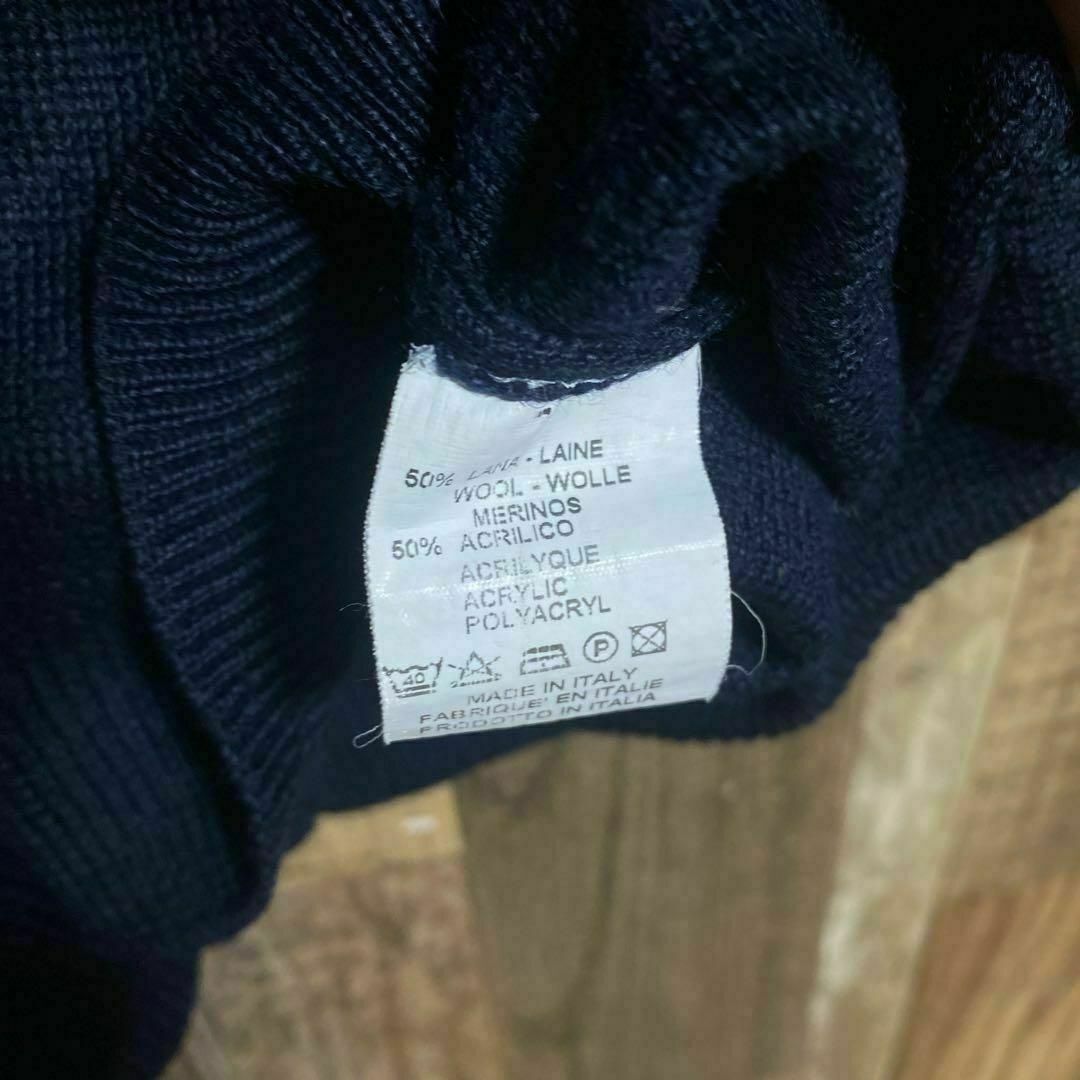 50% LANA - LAINE
WOOL - WOLLE
MERINOS
50% ACRILICO
ACRILYQUE
ACRYLIC
POLYACRYL
40 P
MADE IN ITALY
FABRIQUE' EN ITALIE
PRODOTTO IN ITALIA